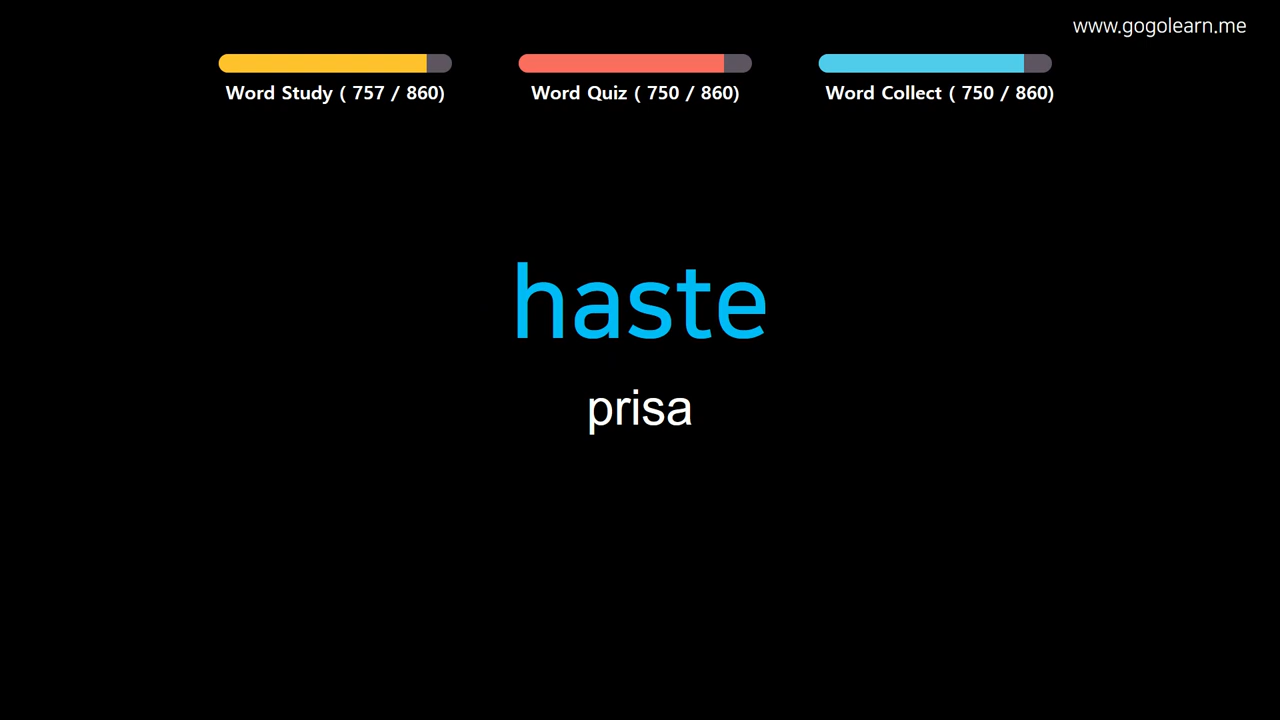 www.gogolearn.me
Word Study ( 757 / 860)
Word Quiz ( 750 / 860)
Word Collect ( 750 / 860)
haste
prisa